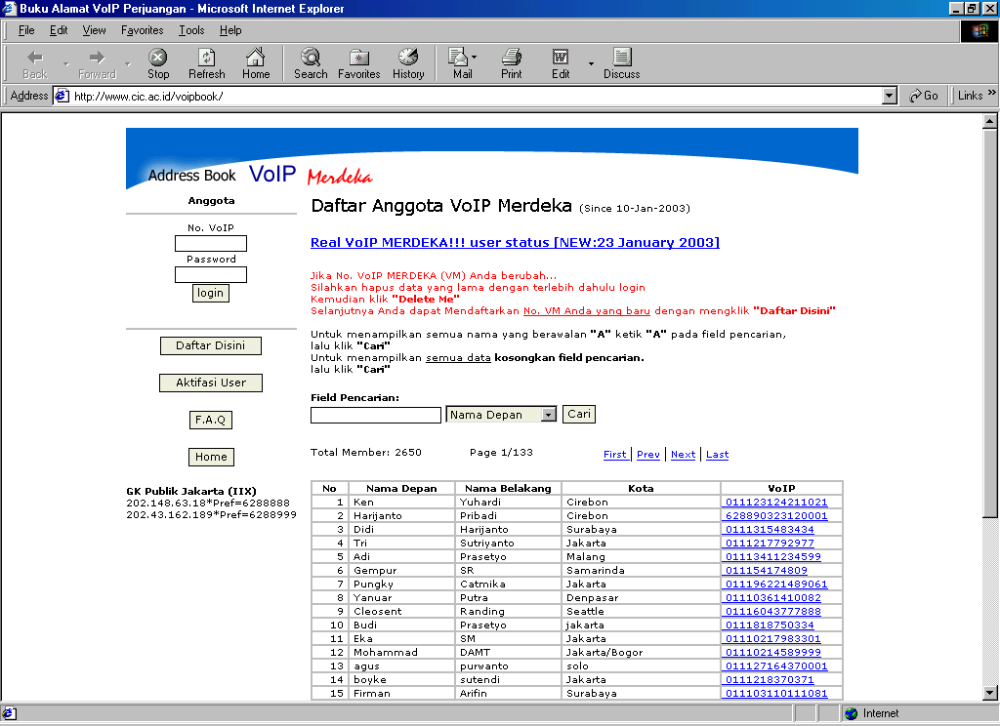 Buku Alamat VoIP Perjuangan - Microsoft Internet Explorer
File Edit View Favorites Tools Help
Back Forward Stop Refresh Home Search Favorites History Mail Print Edit Discuss
Address http://www.cic.ac.id/voipbook/ Go Links »
Address Book VoIP Merdeka
Anggota
No. VoIP
Password
login
Daftar Disini
Aktifasi User
F.A.Q
Home
GK Publik Jakarta (IIX)
202.148.63.18*Pref=6288888
202.43.162.189*Pref=6288999
Daftar Anggota VoIP Merdeka (Since 10-Jan-2003)
Real VoIP MERDEKA!!! user status [NEW:23 January 2003]
Jika No. VoIP MERDEKA (VM) Anda berubah...
Silahkan hapus data yang lama dengan terlebih dahulu login
Kemudian klik "Delete Me"
Selanjutnya Anda dapat Mendaftarkan No. VM Anda yang baru dengan mengklik "Daftar Disini"
Untuk menampilkan semua nama yang berawalan "A" ketik "A" pada field pencarian,
lalu klik "Cari"
Untuk menampilkan semua data kosongkan field pencarian.
lalu klik "Cari"
Field Pencarian:
Nama Depan Cari
Total Member: 2650 Page 1/133 First | Prev | Next | Last
No Nama Depan Nama Belakang Kota VoIP
1 Ken Yuhardi Cirebon 011123124211021
2 Harijanto Pribadi Cirebon 628890323120001
3 Didi Harijanto Surabaya 0111315483434
4 Tri Sutriyanto Jakarta 0111217792977
5 Adi Prasetyo Malang 01113411234599
6 Gempur SR Samarinda 011154174809
7 Pungky Catmika Jakarta 011196221489061
8 Yanuar Putra Denpasar 01110361410082
9 Cleosent Randing Seattle 01116043777888
10 Budi Prasetyo jakarta 0111818750334
11 Eka SM Jakarta 01110217983301
12 Mohammad DAMT Jakarta/Bogor 01110214589999
13 agus purwanto solo 011127164370001
14 boyke sutendi Jakarta 0111218370371
15 Firman Arifin Surabaya 011103110111081
Internet